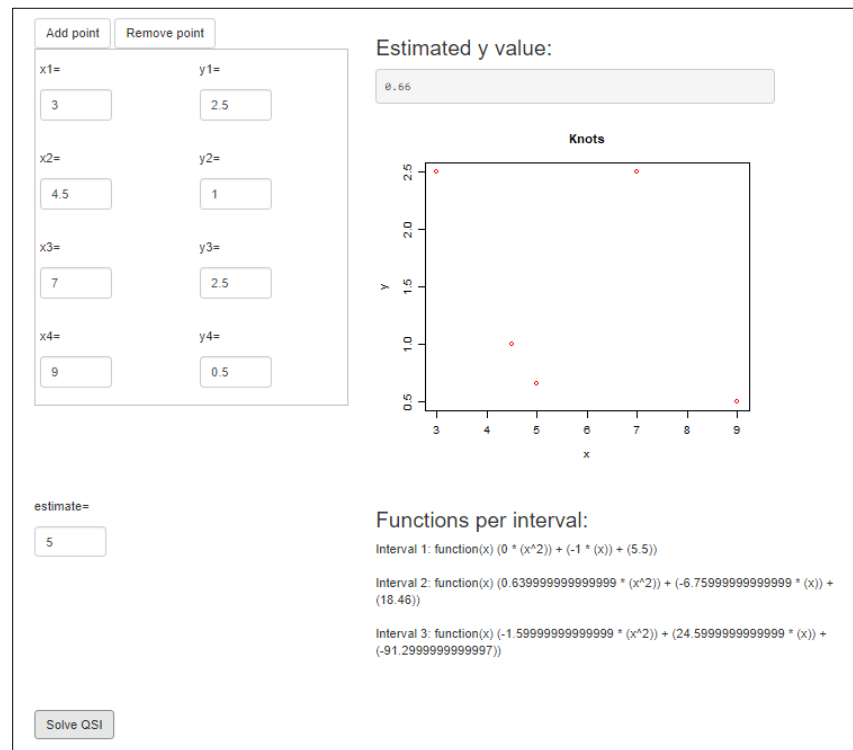 Add point Remove point
x1= y1=
3 2.5
x2= y2=
4.5 1
x3= y3=
7 2.5
x4= y4=
9 0.5
estimate=
5
Solve QSI
Estimated y value:
0.66
Knots
2.5
2.0
1.5
1.0
0.5
y
3 4 5 6 7 8 9
x
Functions per interval:
Interval 1: function(x) (0 * (x^2)) + (-1 * (x)) + (5.5))
Interval 2: function(x) (0.639999999999999 * (x^2)) + (-6.75999999999999 * (x)) +
(18.46))
Interval 3: function(x) (-1.59999999999999 * (x^2)) + (24.5999999999999 * (x)) +
(-91.2999999999997))